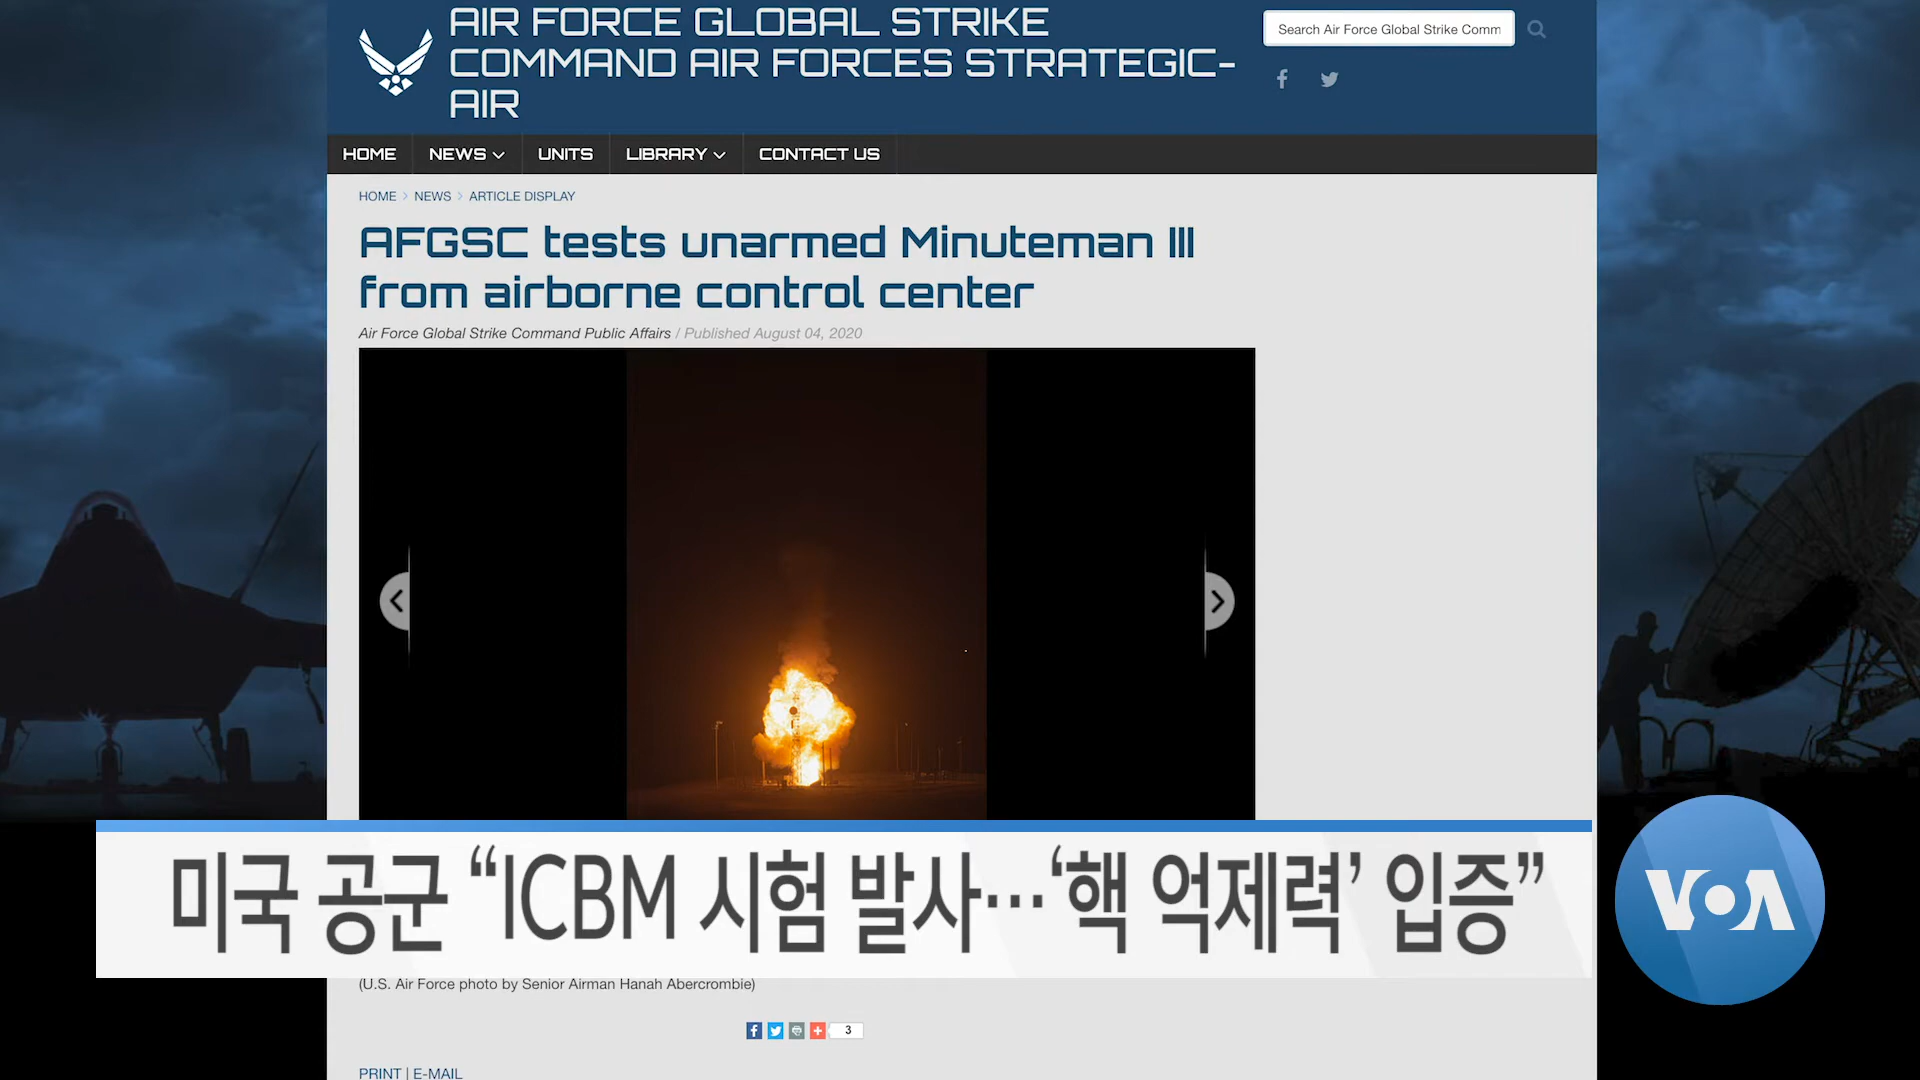 AIR FORCE GLOBAL STRIKE
COMMAND AIR FORCES STRATEGIC-
AIR
Search Air Force Global Strike Comm
HOME NEWS UNITS LIBRARY CONTACT US
HOME > NEWS > ARTICLE DISPLAY
AFGSC tests unarmed Minuteman III
from airborne control center
Air Force Global Strike Command Public Affairs / Published August 04, 2020
미국 공군 “ICBM 시험 발사…‘핵 억제력’ 입증”
VOA
(U.S. Air Force photo by Senior Airman Hanah Abercrombie)
3
PRINT | E-MAIL